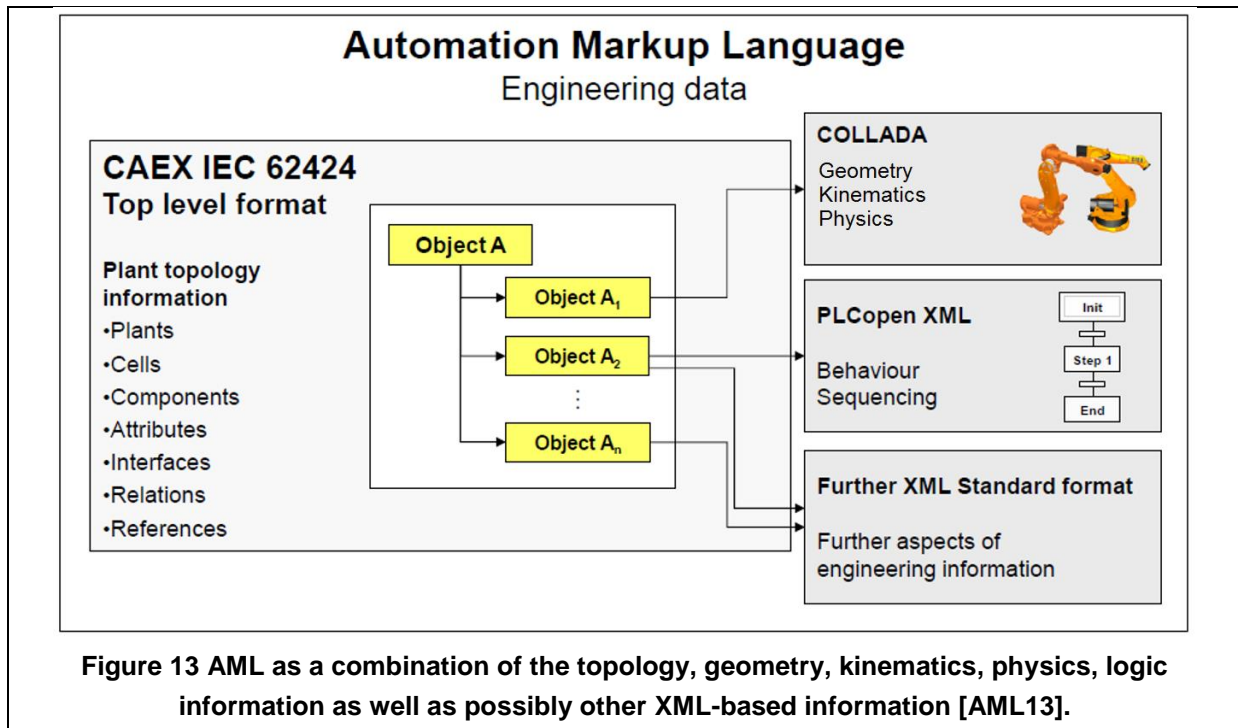 Automation Markup Language
Engineering data
CAEX IEC 62424
Top level format
Plant topology
information
•Plants
•Cells
•Components
•Attributes
•Interfaces
•Relations
•References
Object A
Object A1
Object A2
⋮
Object An
COLLADA
Geometry
Kinematics
Physics
PLCopen XML
Behaviour
Sequencing
Init
Step 1
End
Further XML Standard format
Further aspects of
engineering information
Figure 13 AML as a combination of the topology, geometry, kinematics, physics, logic
information as well as possibly other XML-based information [AML13].